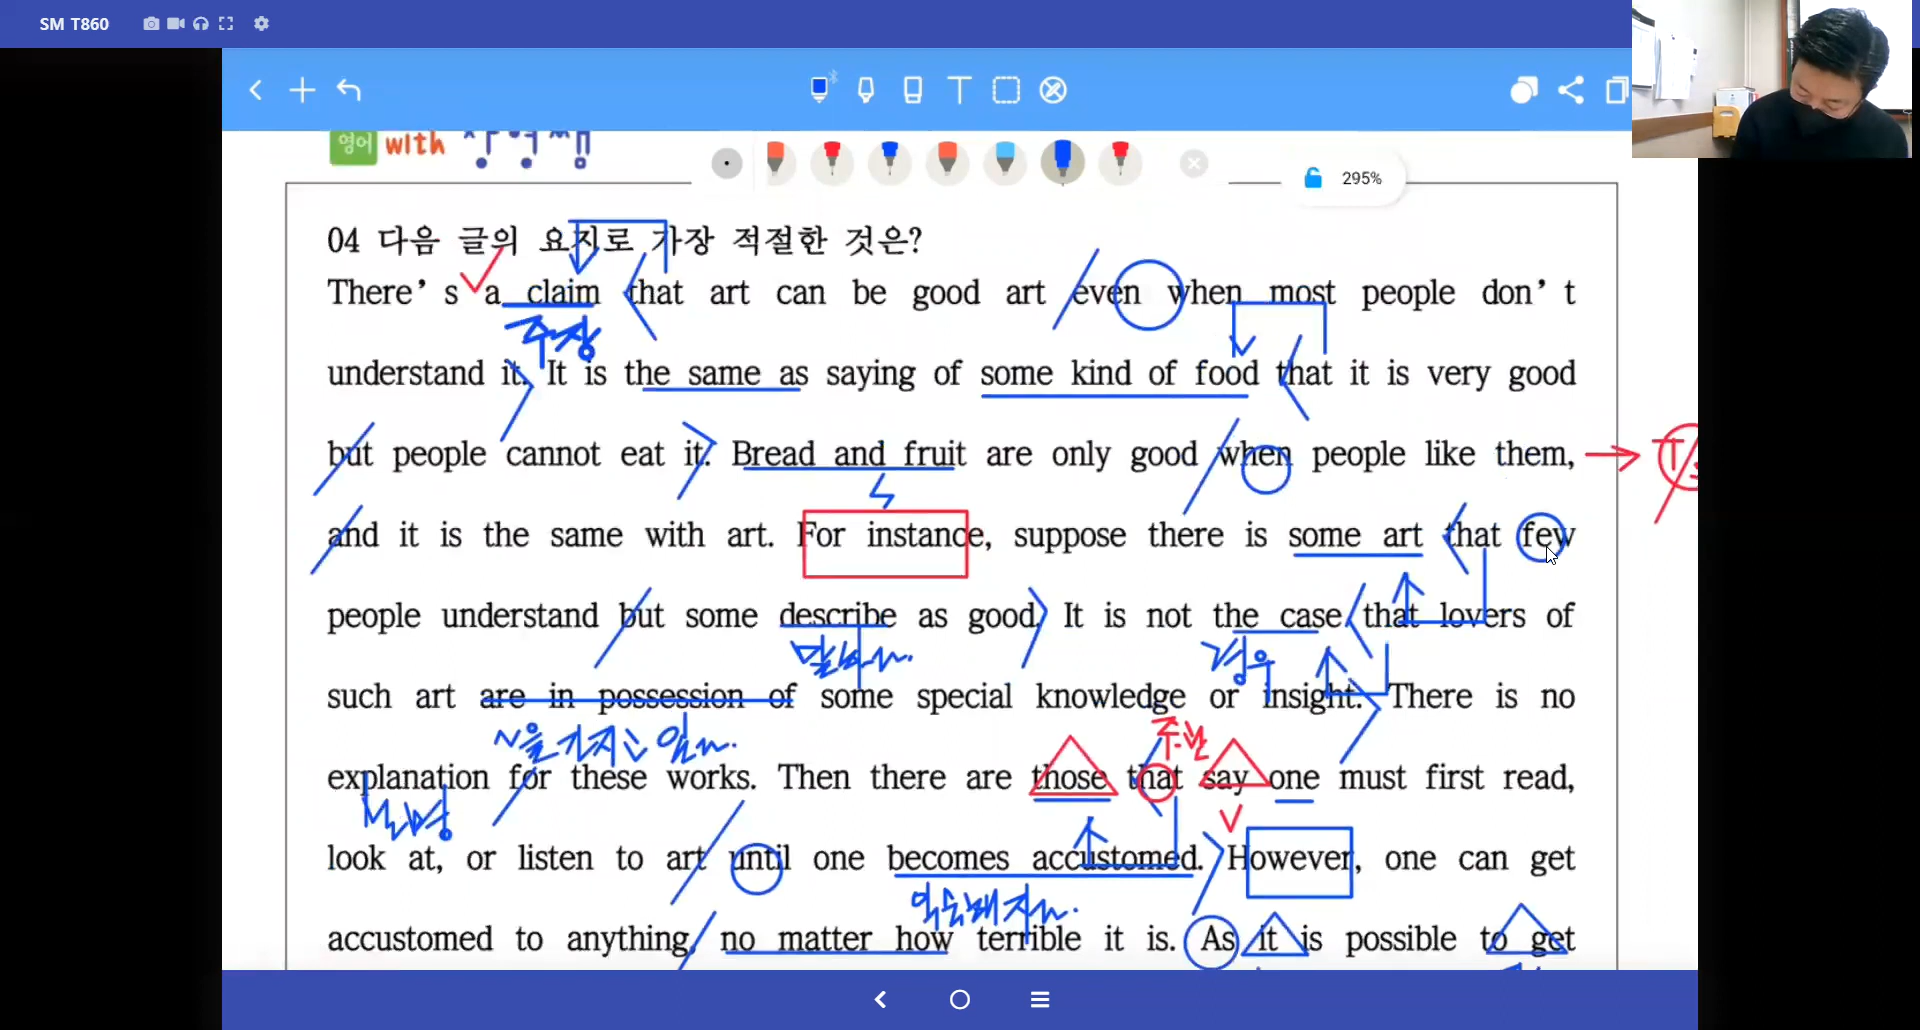 SM T860
영어 with 상영쌤
295%
04 다음 글의 요지로 가장 적절한 것은?
There's a claim that art can be good art even when most people don't
주장
understand it. It is the same as saying of some kind of food that it is very good
but people cannot eat it. Bread and fruit are only good when people like them,
and it is the same with art. For instance, suppose there is some art that few
people understand but some describe as good. It is not the case that lovers of
경우
such art are in possession of some special knowledge or insight. There is no
주관
explanation for these works. Then there are those that say one must first read,
설명
look at, or listen to art until one becomes accustomed. However, one can get
익숙해지다.
accustomed to anything, no matter how terrible it is. As it is possible to get